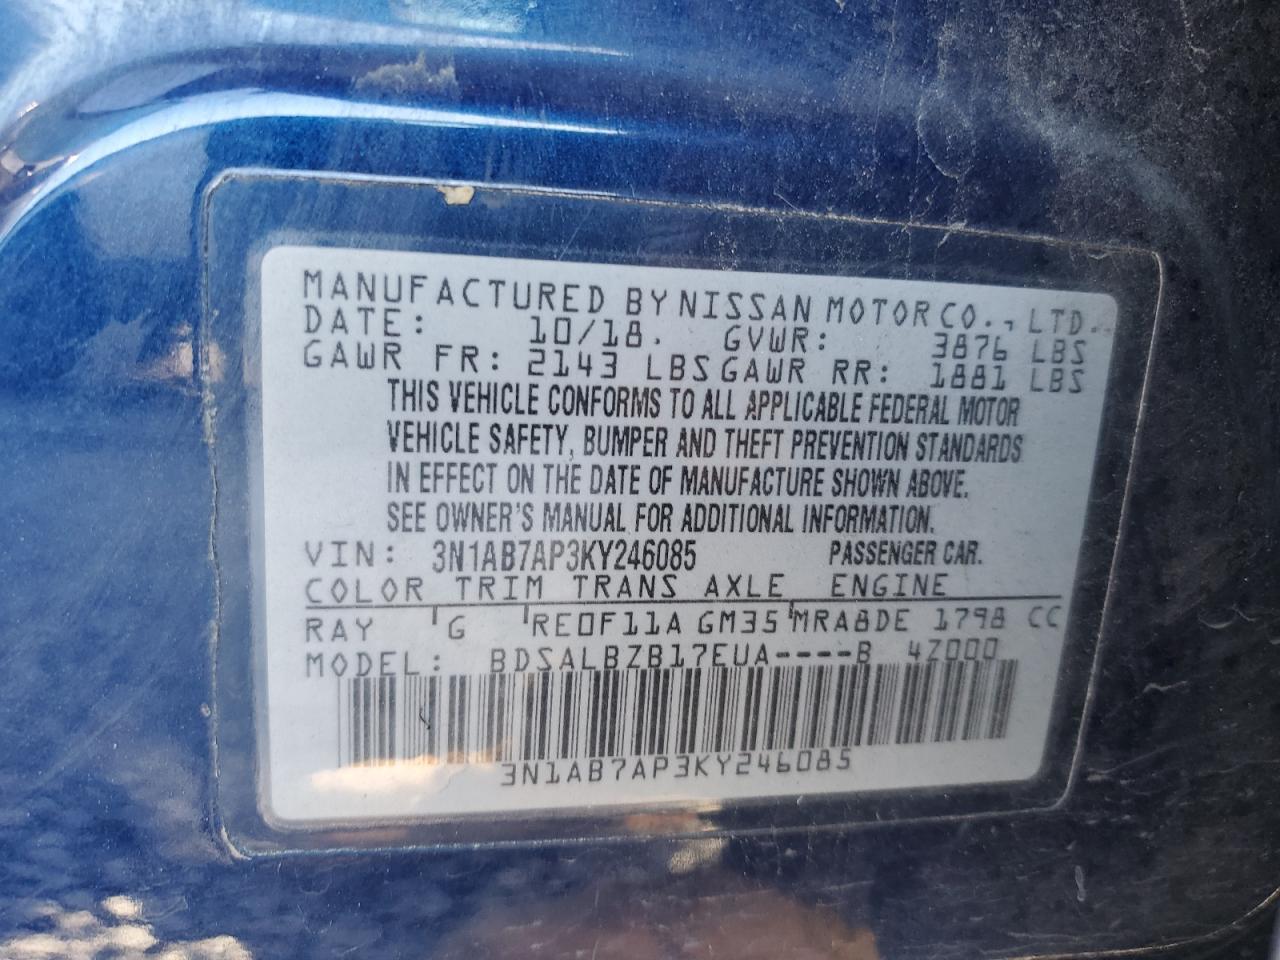 MANUFACTURED BY NISSAN MOTOR CO., LTD.
DATE: 10/18. GVWR: 3876 LBS
GAWR FR: 2143 LBS GAWR RR: 1881 LBS
THIS VEHICLE CONFORMS TO ALL APPLICABLE FEDERAL MOTOR
VEHICLE SAFETY, BUMPER AND THEFT PREVENTION STANDARDS
IN EFFECT ON THE DATE OF MANUFACTURE SHOWN ABOVE.
SEE OWNER'S MANUAL FOR ADDITIONAL INFORMATION.
VIN: 3N1AB7AP3KY246085 PASSENGER CAR.
COLOR TRIM TRANS AXLE ENGINE
RAY G RE0F11A GM35 MRA8DE 1798 CC
MODEL: BDSALBZB17EUA----B 4Z000
3N1AB7AP3KY246085